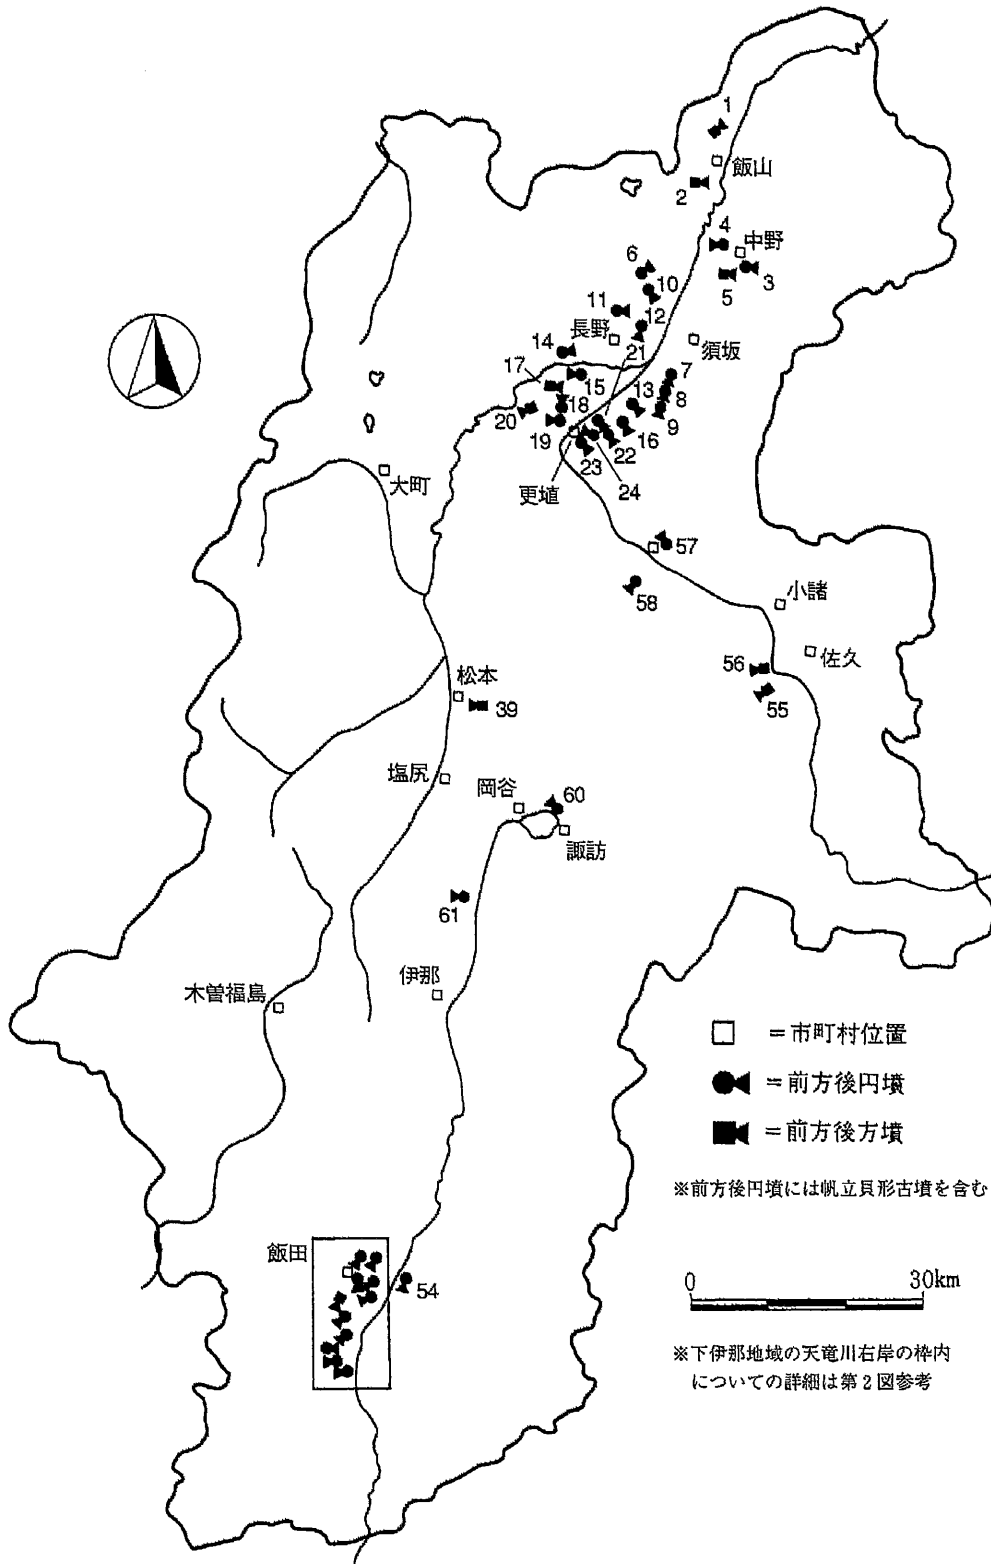 1
飯山
2
4
中野
3
5
6
10
11
12
長野
21
須坂
14
17
15
7
13
8
18
9
20
19
16
22
23
24
更埴
大町
57
58
小諸
佐久
56
55
松本
39
塩尻
岡谷
60
諏訪
61
伊那
木曽福島
□ =市町村位置
=前方後円墳
=前方後方墳
※前方後円墳には帆立貝形古墳を含む
飯田
54
0 30km
※下伊那地域の天竜川右岸の枠内
についての詳細は第2図参考